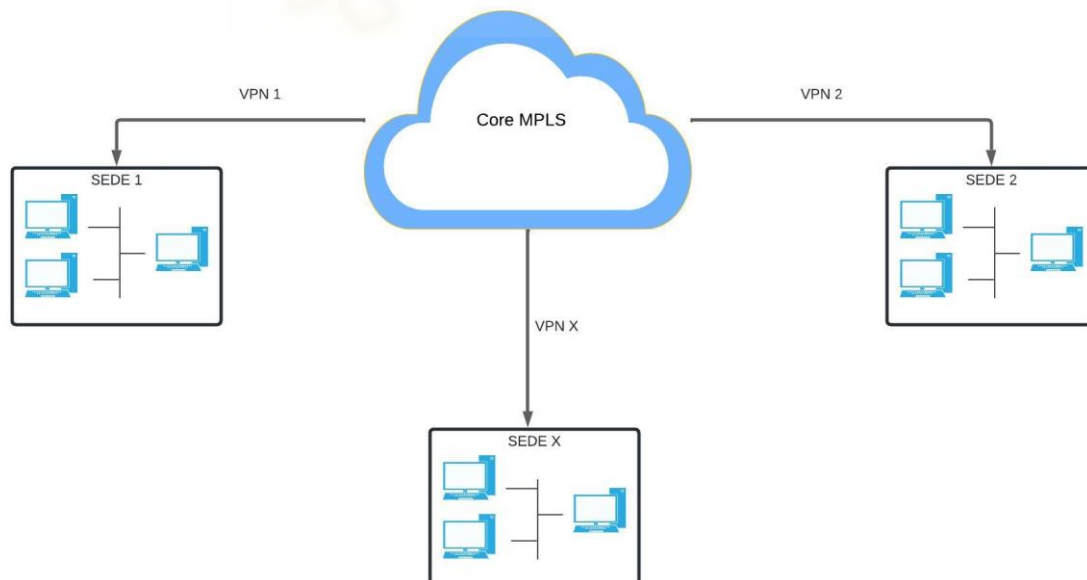 VPN 1
Core MPLS
VPN 2
SEDE 1
SEDE 2
VPN X
SEDE X